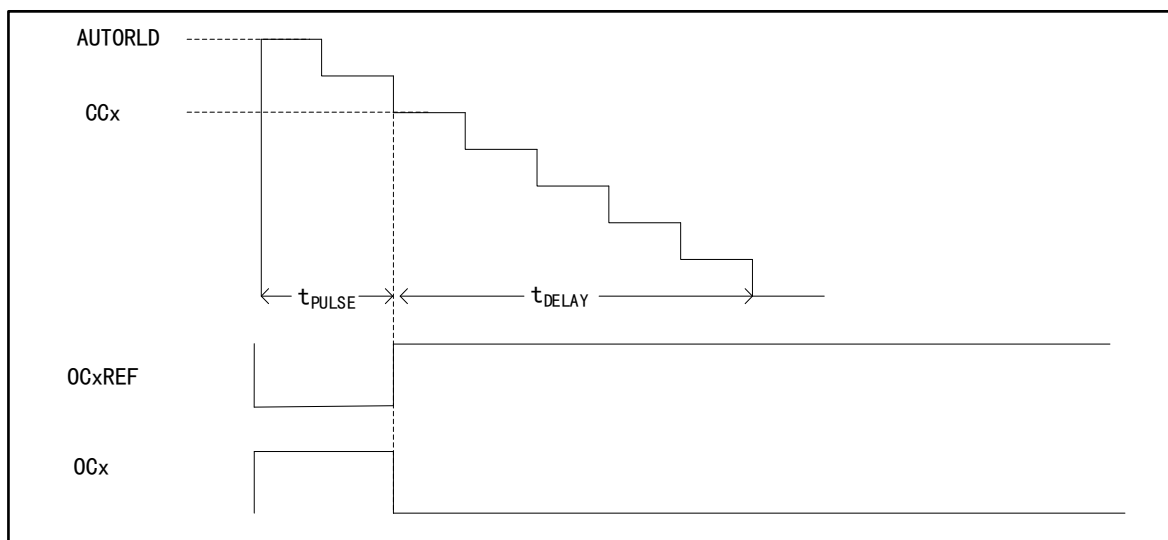 AUTORLD
CCx
tPULSE
tDELAY
OCxREF
OCx